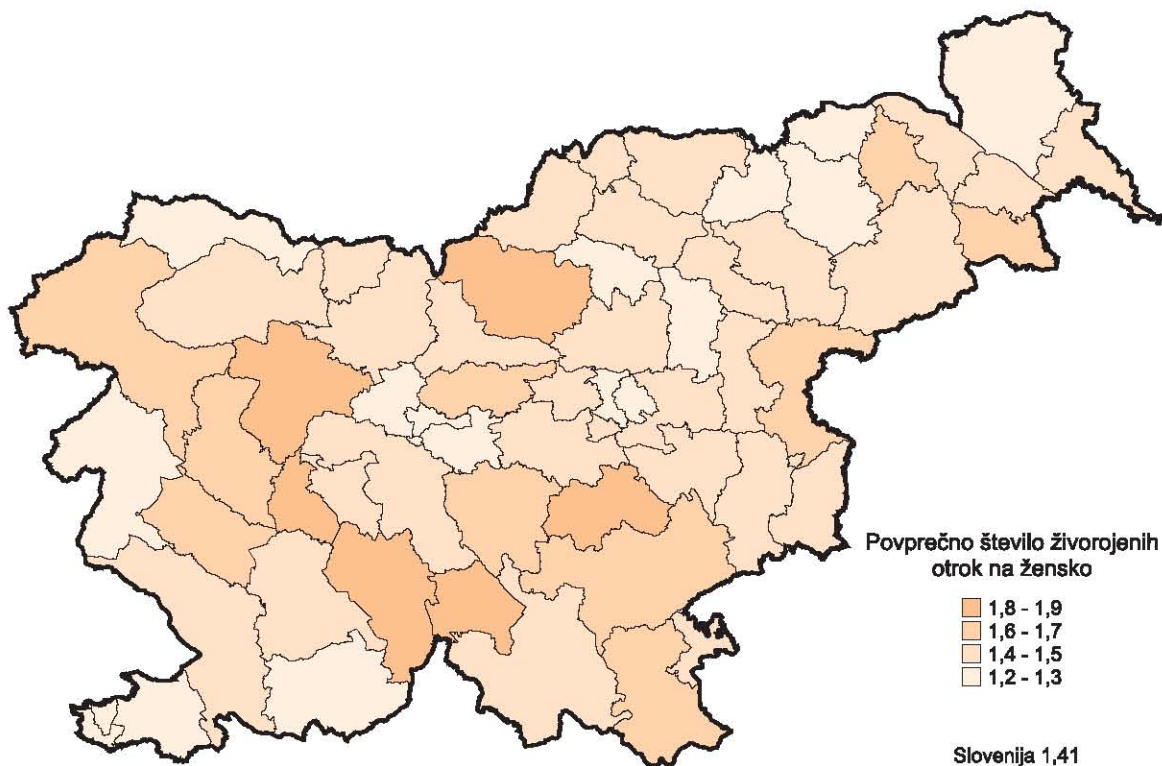 Povprečno število živorojenih
otrok na žensko
1,8 - 1,9
1,6 - 1,7
1,4 - 1,5
1,2 - 1,3
Slovenija 1,41